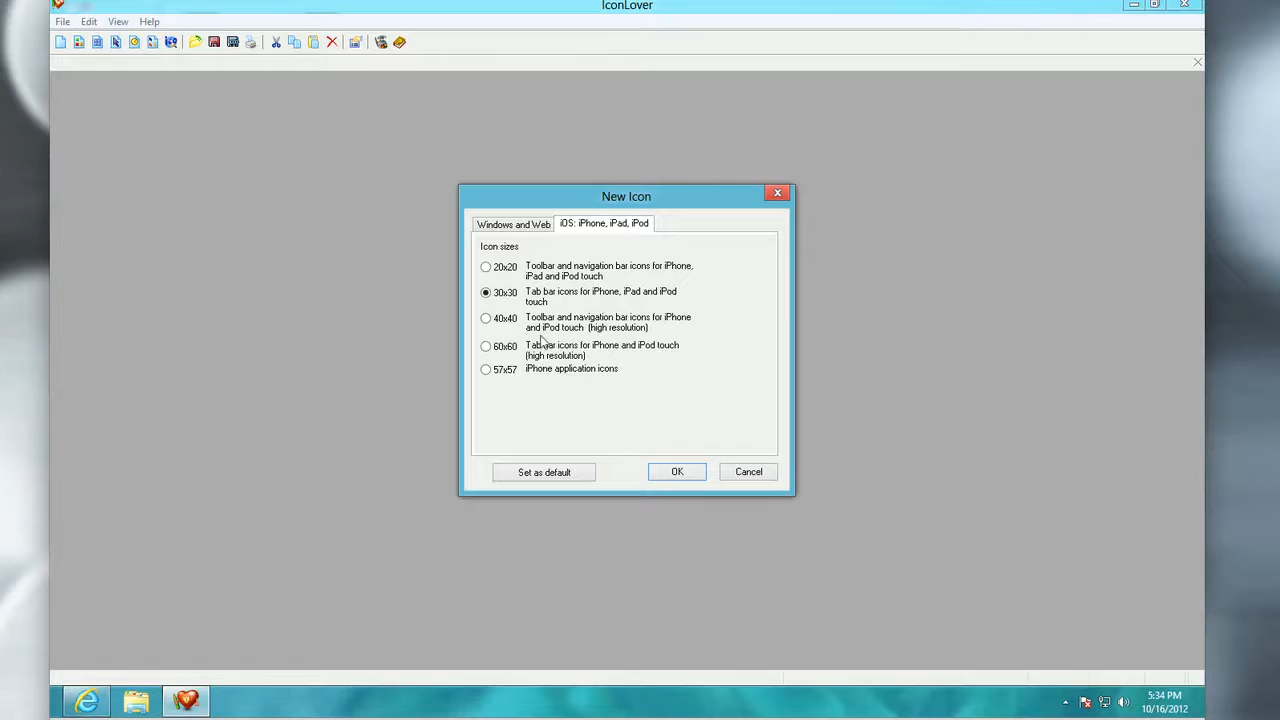 IconLover
File Edit View Help
New Icon
Windows and Web iOS: iPhone, iPad, iPod
Icon sizes
20x20 Toolbar and navigation bar icons for iPhone,
iPad and iPod touch
30x30 Tab bar icons for iPhone, iPad and iPod
touch
40x40 Toolbar and navigation bar icons for iPhone
and iPod touch (high resolution)
60x60 Tab bar icons for iPhone and iPod touch
(high resolution)
57x57 iPhone application icons
Set as default OK Cancel
5:34 PM
10/16/2012